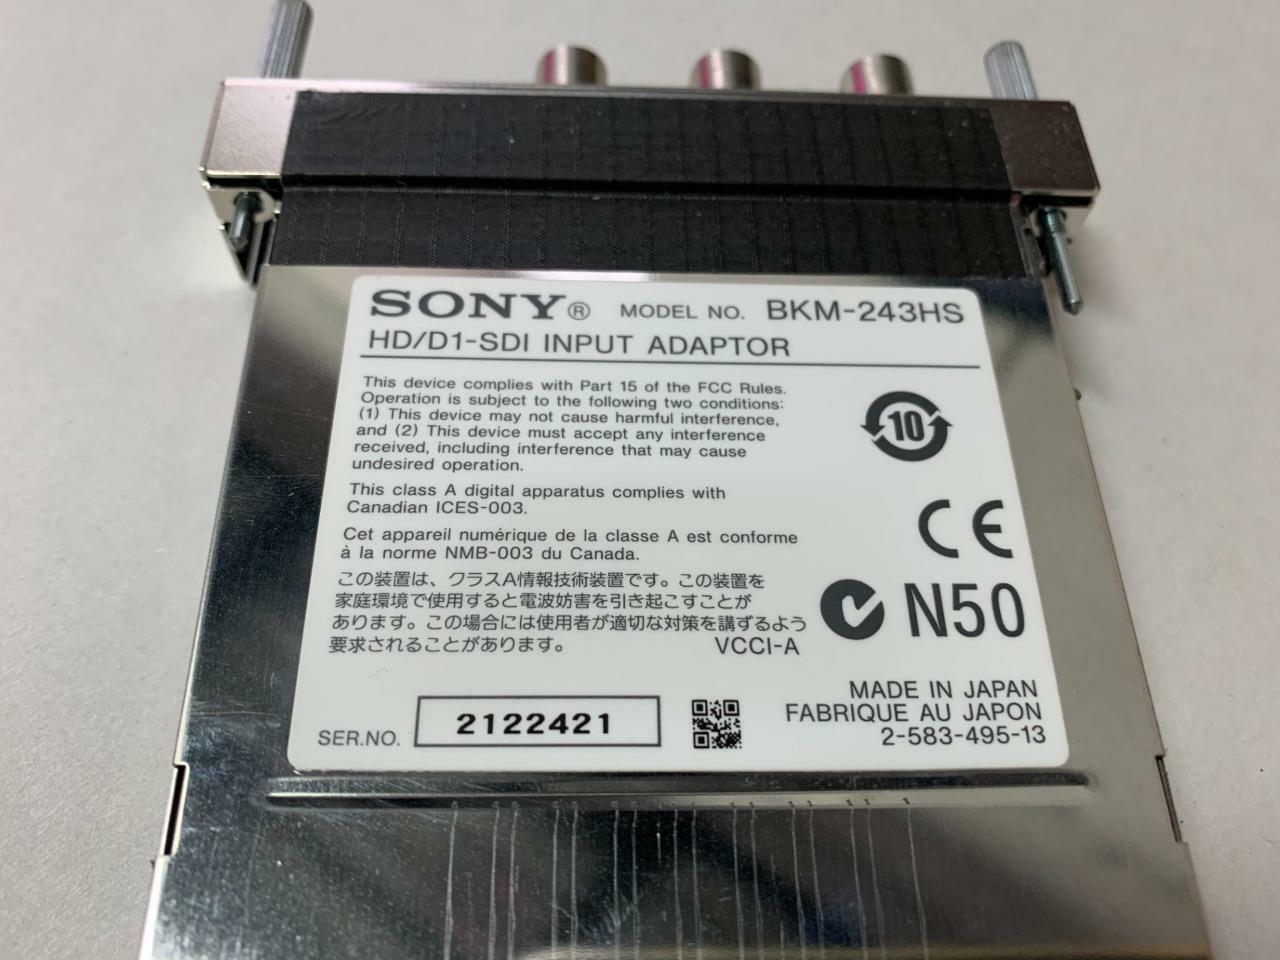 SONY® MODEL NO. BKM-243HS
HD/D1-SDI INPUT ADAPTOR
This device complies with Part 15 of the FCC Rules.
Operation is subject to the following two conditions:
(1) This device may not cause harmful interference,
and (2) This device must accept any interference
received, including interference that may cause
undesired operation.
10
This class A digital apparatus complies with
Canadian ICES-003.
CE
Cet appareil numérique de la classe A est conforme
à la norme NMB-003 du Canada.
この装置は、クラスA情報技術装置です。この装置を
家庭環境で使用すると電波妨害を引き起こすことが
あります。この場合には使用者が適切な対策を講ずるよう
要求されることがあります。 VCCI-A
N50
SER.NO. 2122421
MADE IN JAPAN
FABRIQUE AU JAPON
2-583-495-13